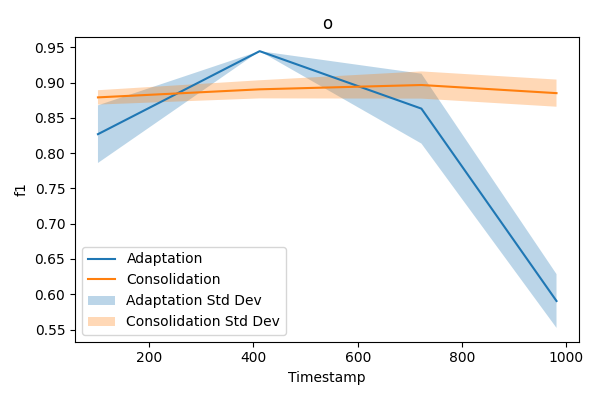 o
0.95
0.90
0.85
0.80
0.75
0.70
0.65
0.60
0.55
f1
Adaptation
Consolidation
Adaptation Std Dev
Consolidation Std Dev
200
400
600
800
1000
Timestamp